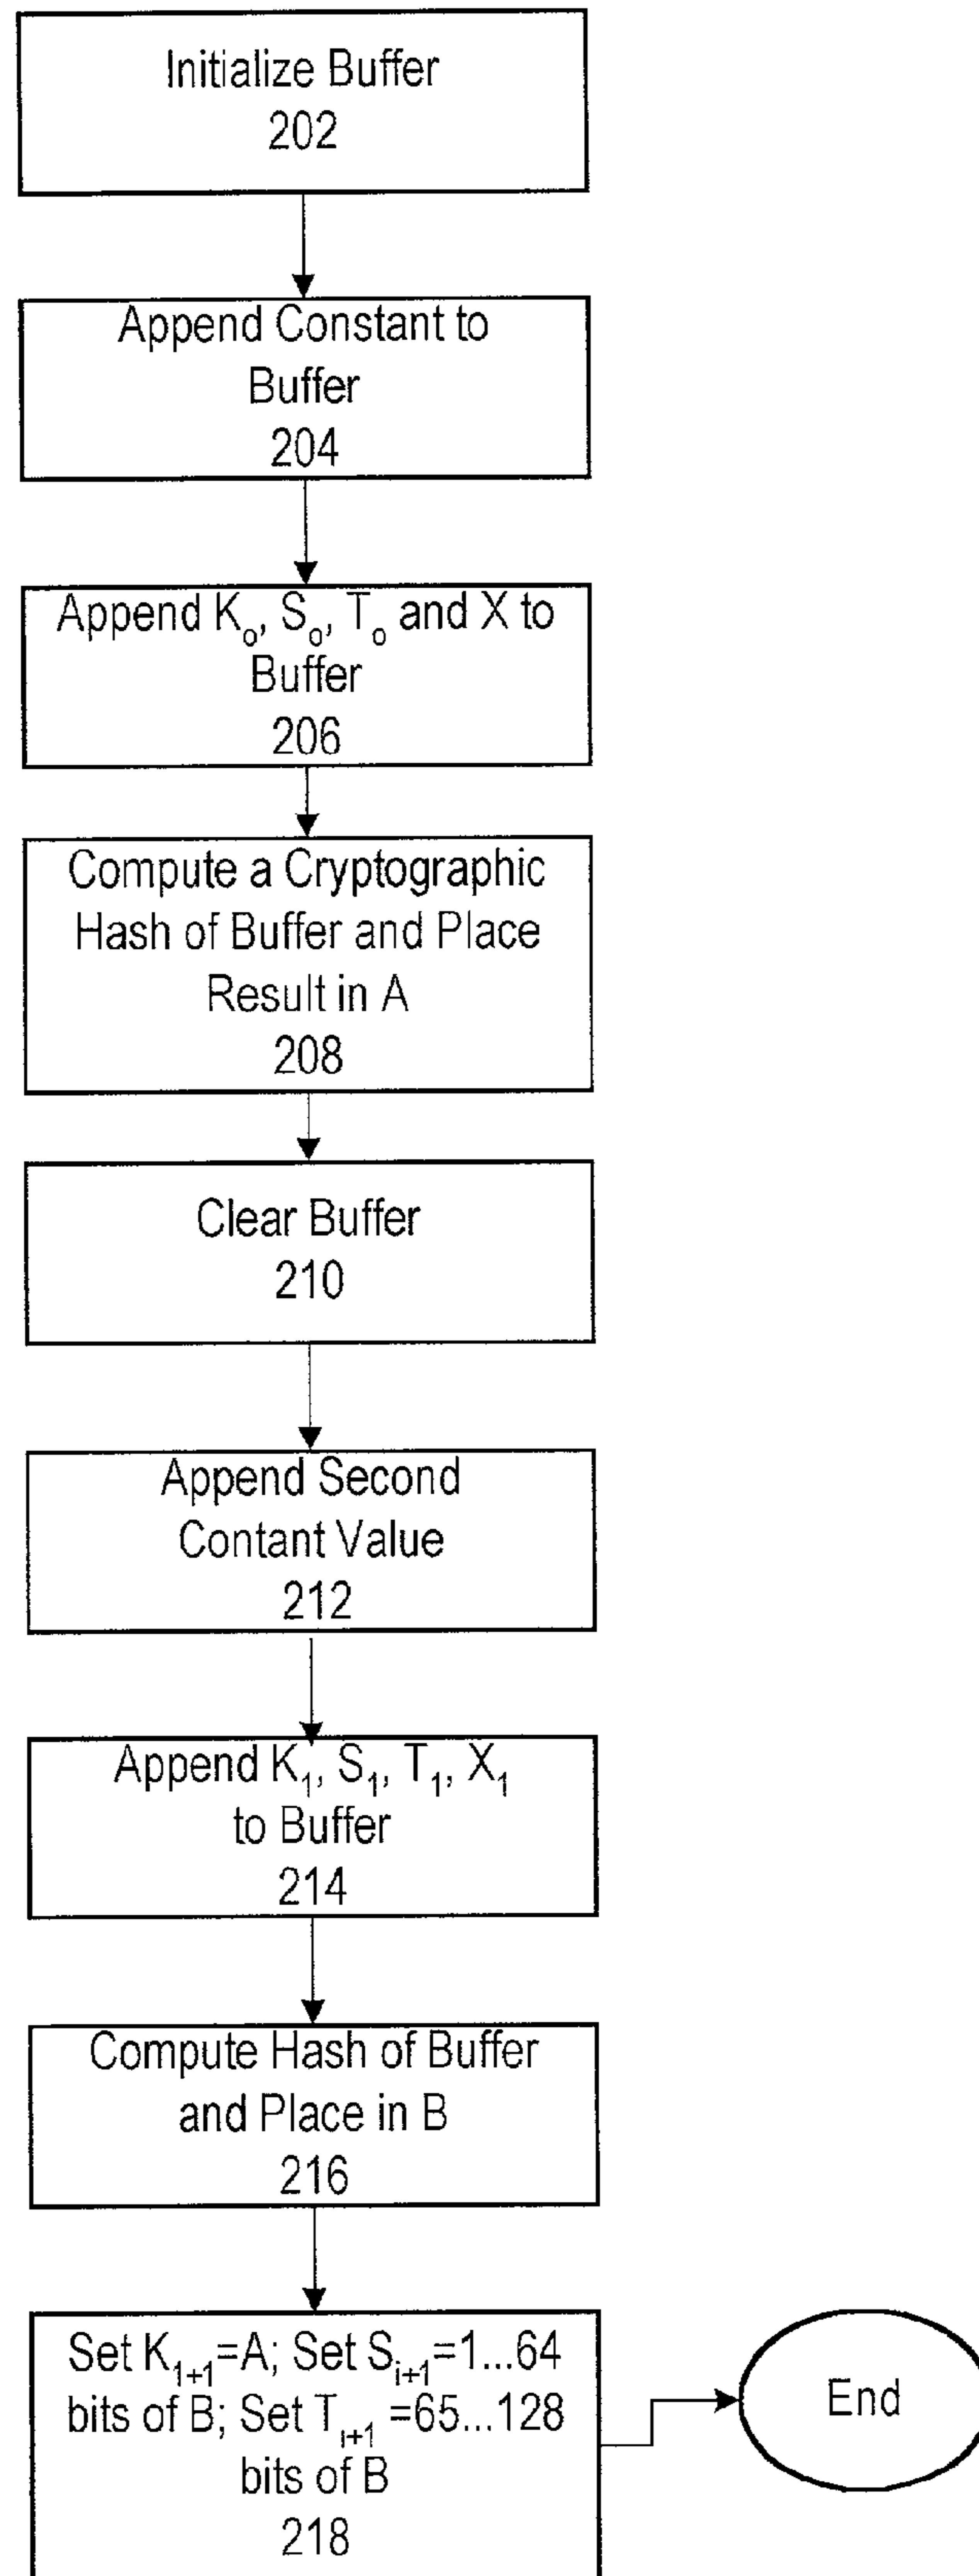 Initialize Buffer
202
Append Constant to
Buffer
204
Append Kₒ, Sₒ, Tₒ and X to
Buffer
206
Compute a Cryptographic
Hash of Buffer and Place
Result in A
208
Clear Buffer
210
Append Second
Contant Value
212
Append K₁, S₁, T₁, X₁
to Buffer
214
Compute Hash of Buffer
and Place in B
216
Set K₁₊₁=A; Set Sᵢ₊₁=1...64
bits of B; Set Tᵢ₊₁ =65...128
bits of B
218
End